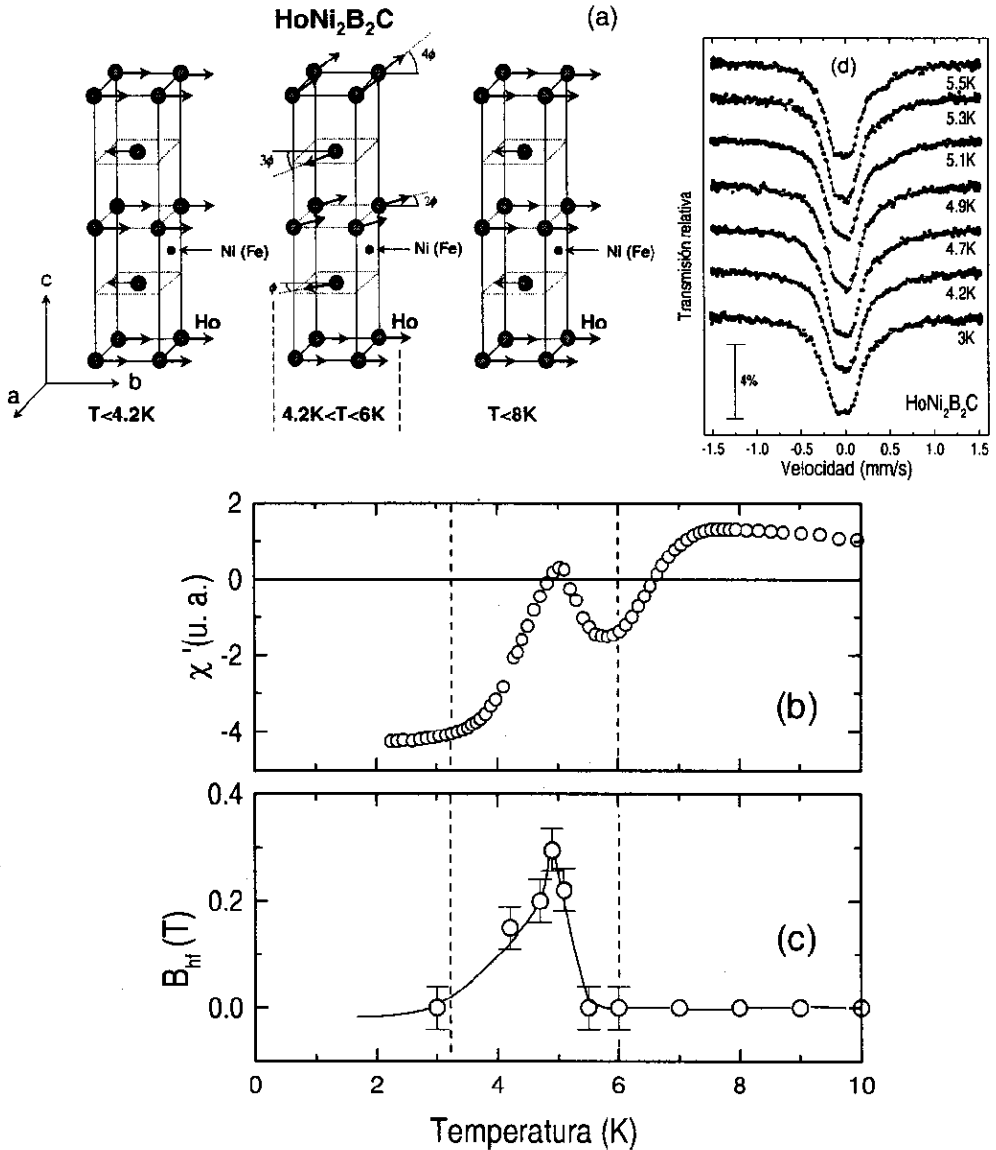 HoNi₂B₂C
(a)
4ϕ
3ϕ
2ϕ
Ni (Fe)
Ni (Fe)
Ni (Fe)
ϕ
c
a
b
Ho
Ho
Ho
T<4.2K
4.2K<T<6K
T<8K
(d)
5.5K
5.3K
5.1K
4.9K
4.7K
4.2K
3K
4%
HoNi₂B₂C
Transmisión relativa
-1.5 -1.0 -0.5 0.0 0.5 1.0 1.5
Velocidad (mm/s)
2
0
-2
-4
χ '(u. a.)
(b)
0.4
0.2
0.0
B_hf (T)
(c)
0 2 4 6 8 10
Temperatura (K)